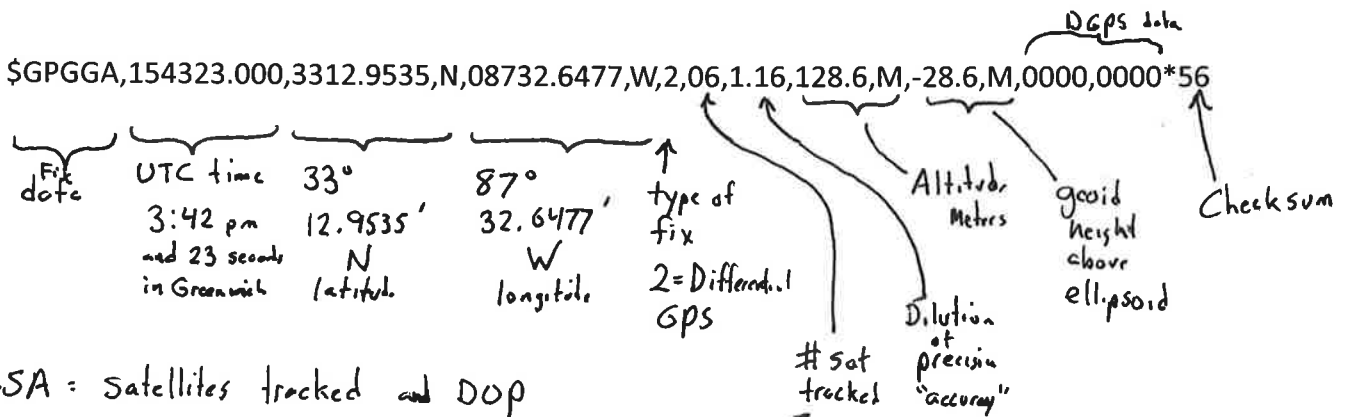 DGPS data
$GPGGA,154323.000,3312.9535,N,08732.6477,W,2,06,1.16,128.6,M,-28.6,M,0000,0000*56
Fix
data
UTC time
3:42 pm
and 23 seconds
in Greenwich
33°
12.9535'
N
latitude
87°
32.6477'
W
longitude
type of
fix
2=Differential
GPS
# sat
tracked
Dilution
of
precision
"accuracy"
Altitude,
Metres
geoid
height
above
ellipsoid
Checksum
SA = Satellites tracked and DOP